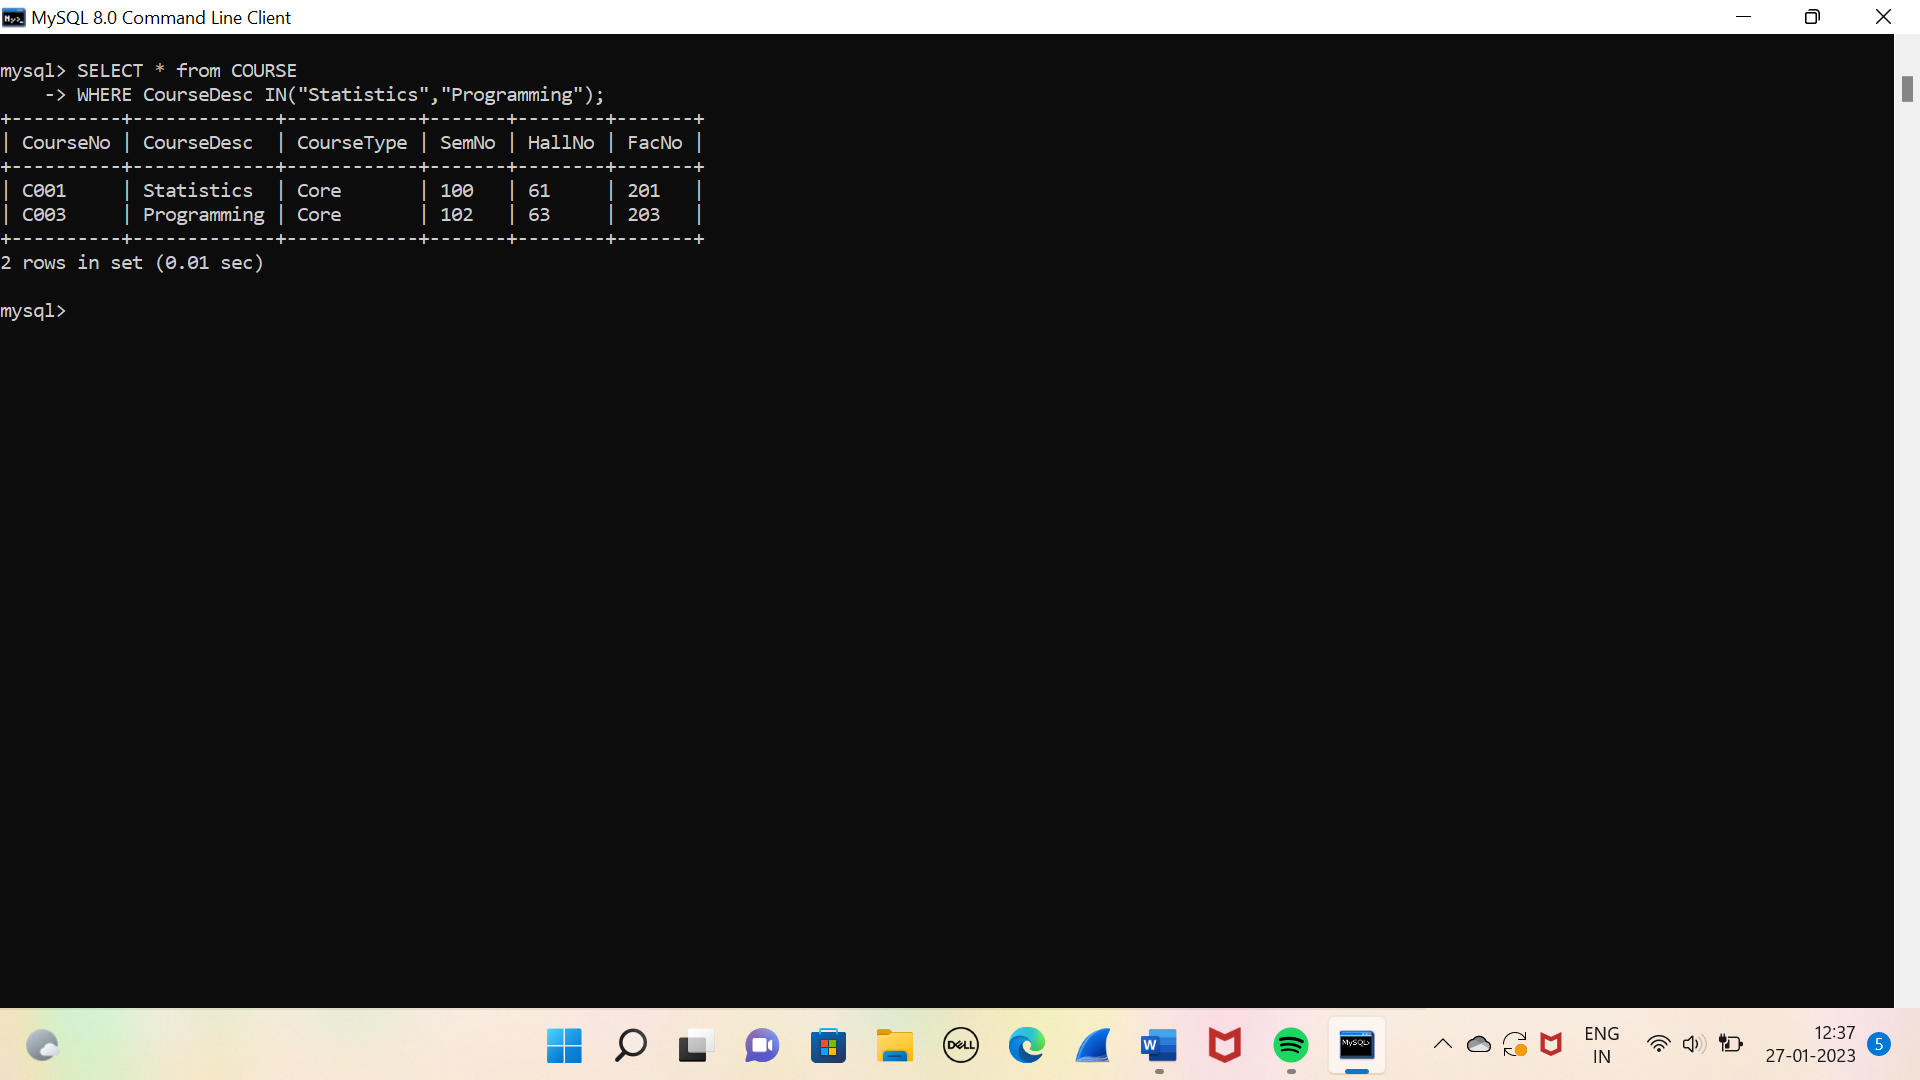 MySQL 8.0 Command Line Client
mysql> SELECT * from COURSE
    -> WHERE CourseDesc IN("Statistics","Programming");
+----------+-------------+------------+-------+--------+-------+
| CourseNo | CourseDesc  | CourseType | SemNo | HallNo | FacNo |
+----------+-------------+------------+-------+--------+-------+
| C001     | Statistics  | Core       | 100   | 61     | 201   |
| C003     | Programming | Core       | 102   | 63     | 203   |
+----------+-------------+------------+-------+--------+-------+
2 rows in set (0.01 sec)
mysql>
DELL
W
MySQL>
ENG
IN
12:37
27-01-2023
5